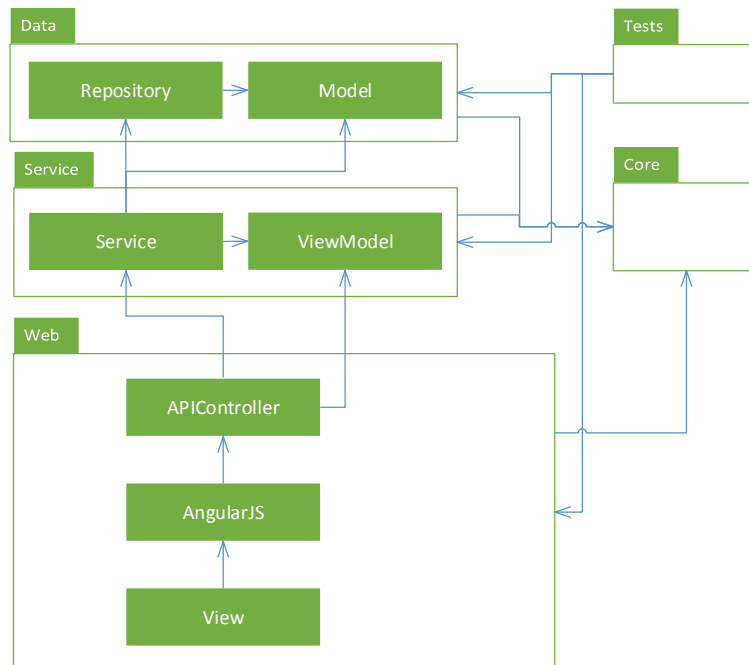 Data
Tests
Repository
Model
Core
Service
Service
ViewModel
Web
APIController
AngularJS
View